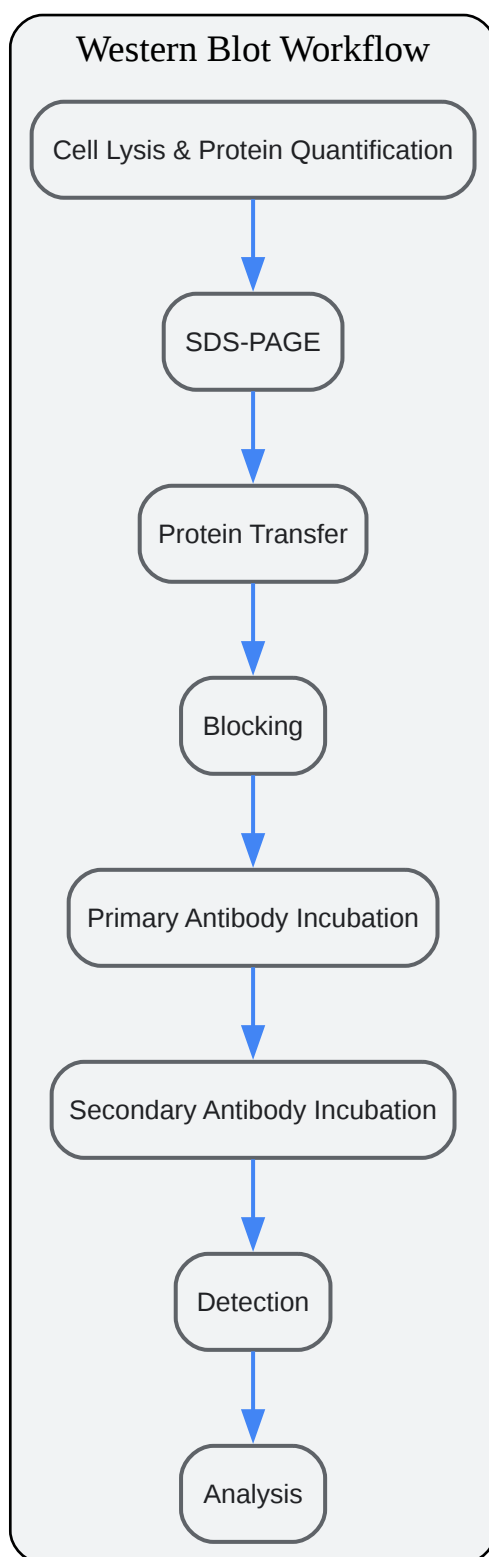 Western Blot Workflow
Cell Lysis & Protein Quantification
SDS-PAGE
Protein Transfer
Blocking
Primary Antibody Incubation
Secondary Antibody Incubation
Detection
Analysis